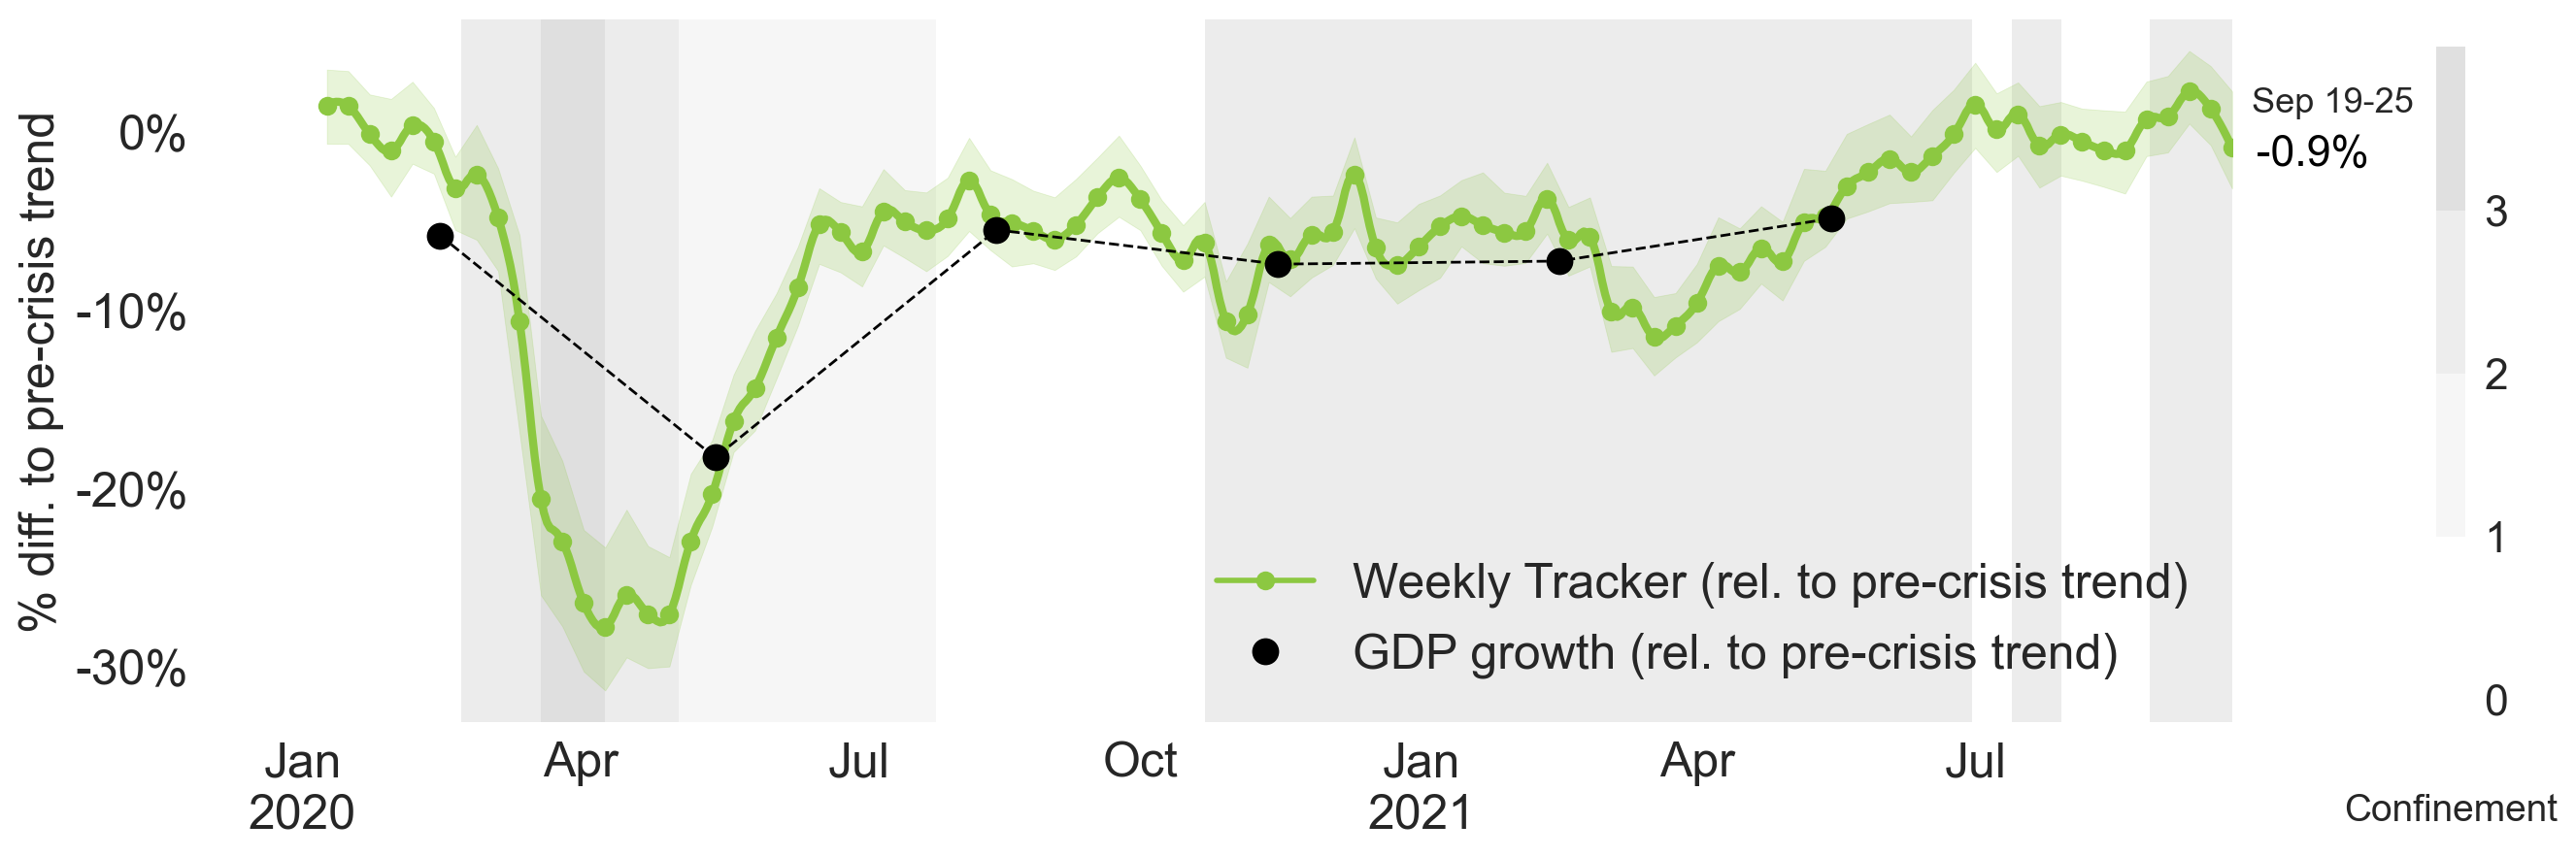 % diff. to pre-crisis trend
0%
-10%
-20%
-30%
Jan
2020
Apr
Jul
Oct
Jan
2021
Apr
Jul
Weekly Tracker (rel. to pre-crisis trend)
GDP growth (rel. to pre-crisis trend)
Sep 19-25
-0.9%
3
2
1
0
Confinement